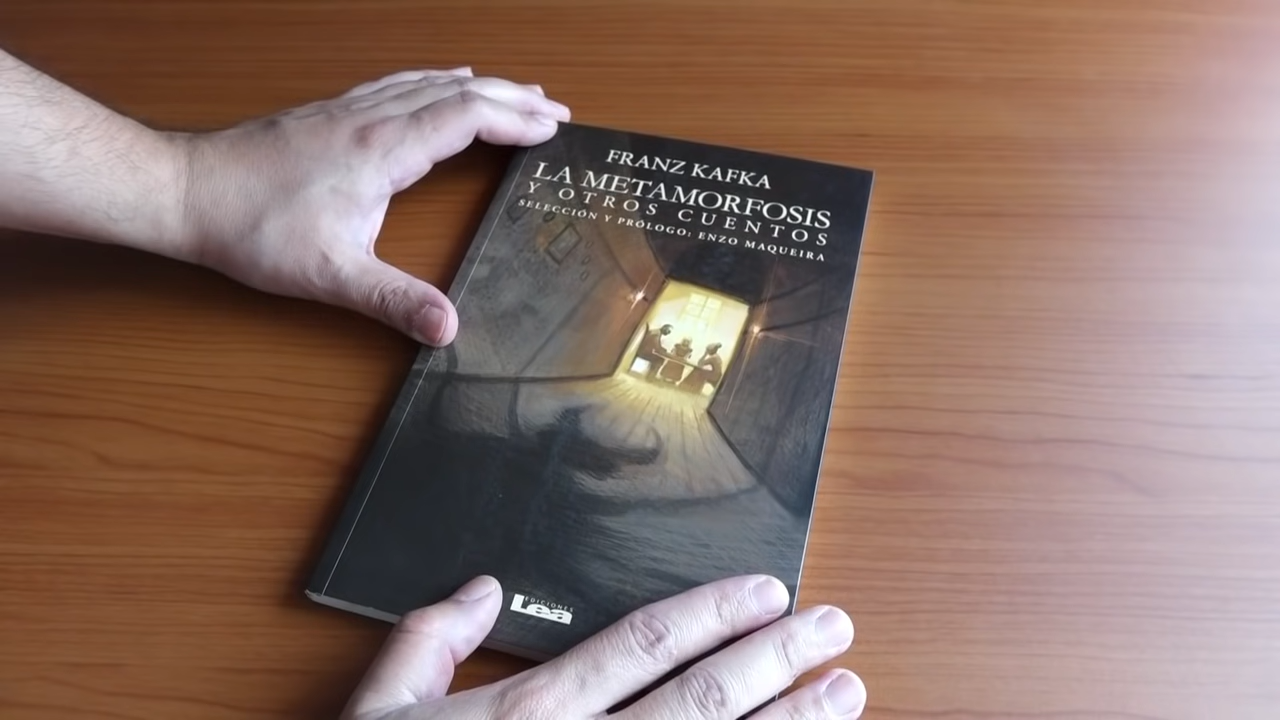 FRANZ KAFKA
LA METAMORFOSIS
Y OTROS CUENTOS
SELECCIÓN Y PRÓLOGO: ENZO MAQUEIRA
EDICIONES
Lea